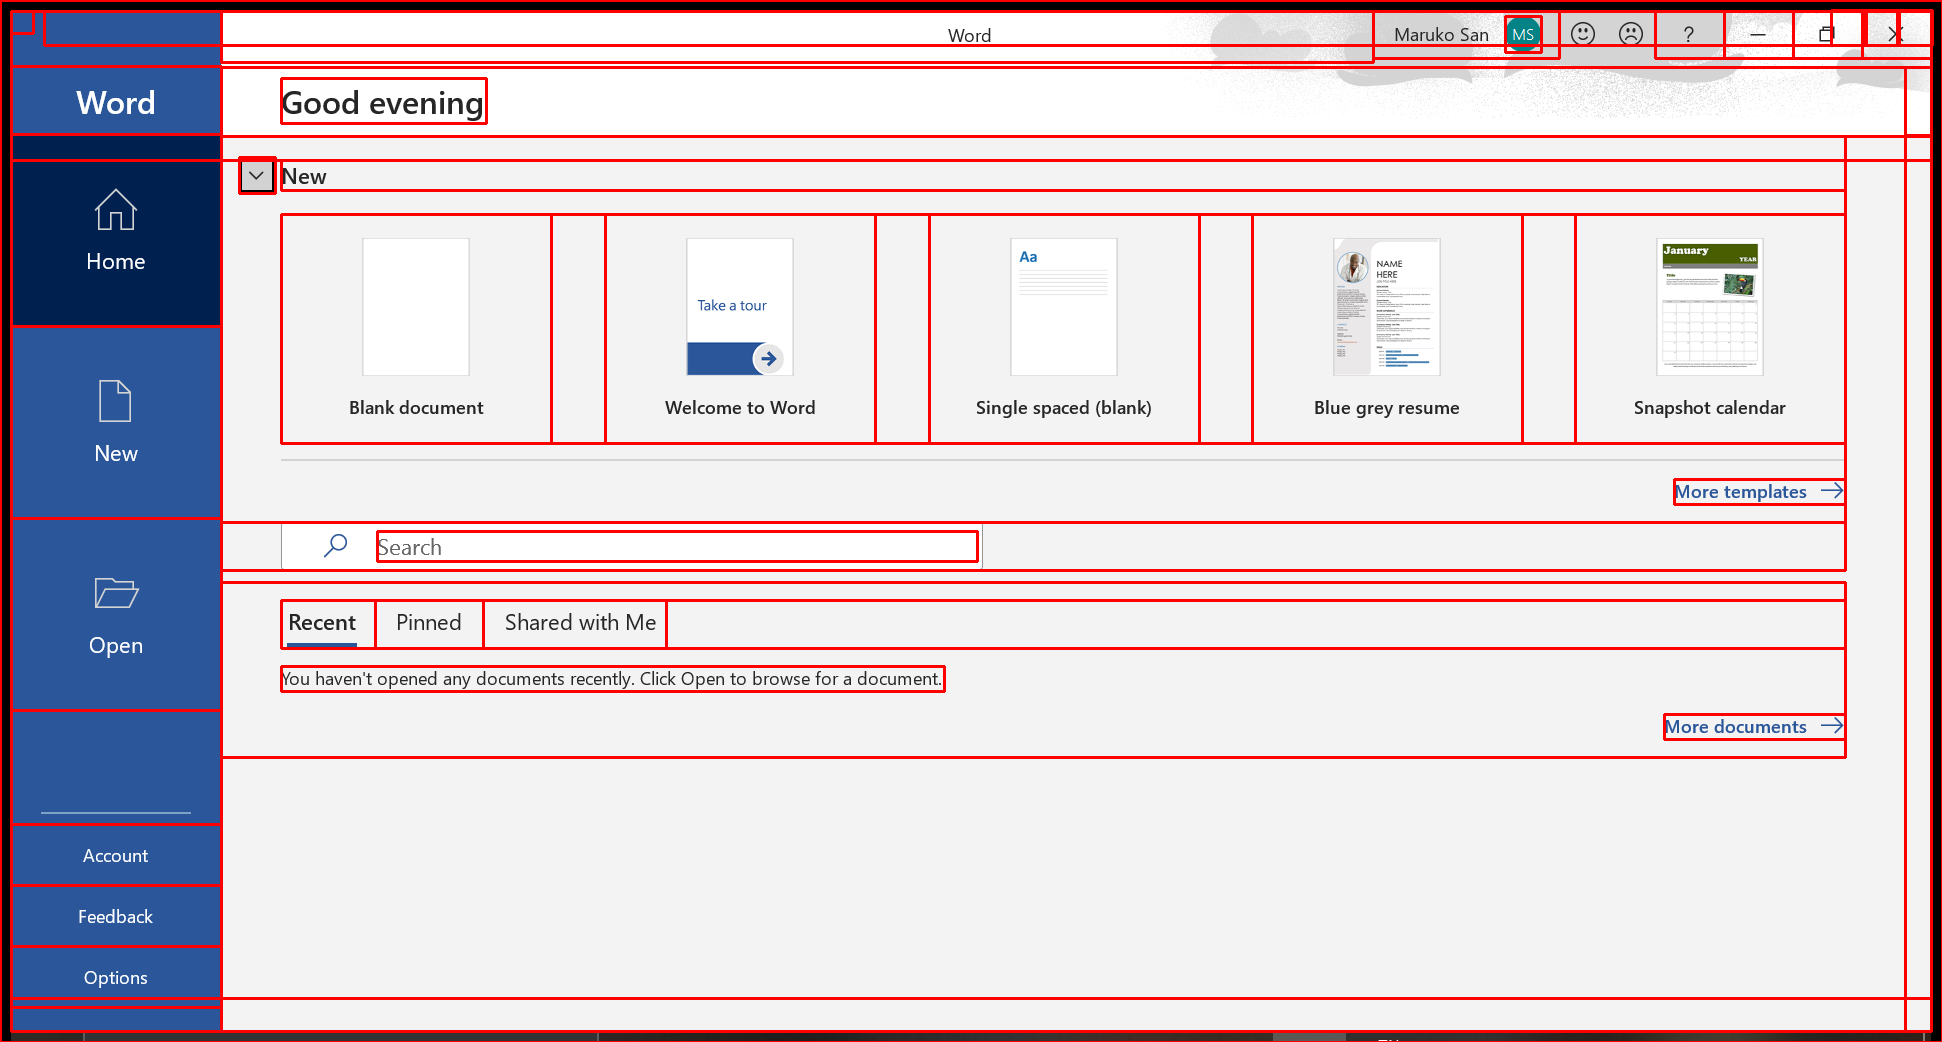 Word
Maruko San
MS
?
Word
Good evening
Home
New
Open
Account
Feedback
Options
New
Take a tour
Aa
NAME
HERE
January
YEAR
Title
Blank document
Welcome to Word
Single spaced (blank)
Blue grey resume
Snapshot calendar
More templates
Search
Recent
Pinned
Shared with Me
You haven't opened any documents recently. Click Open to browse for a document.
More documents